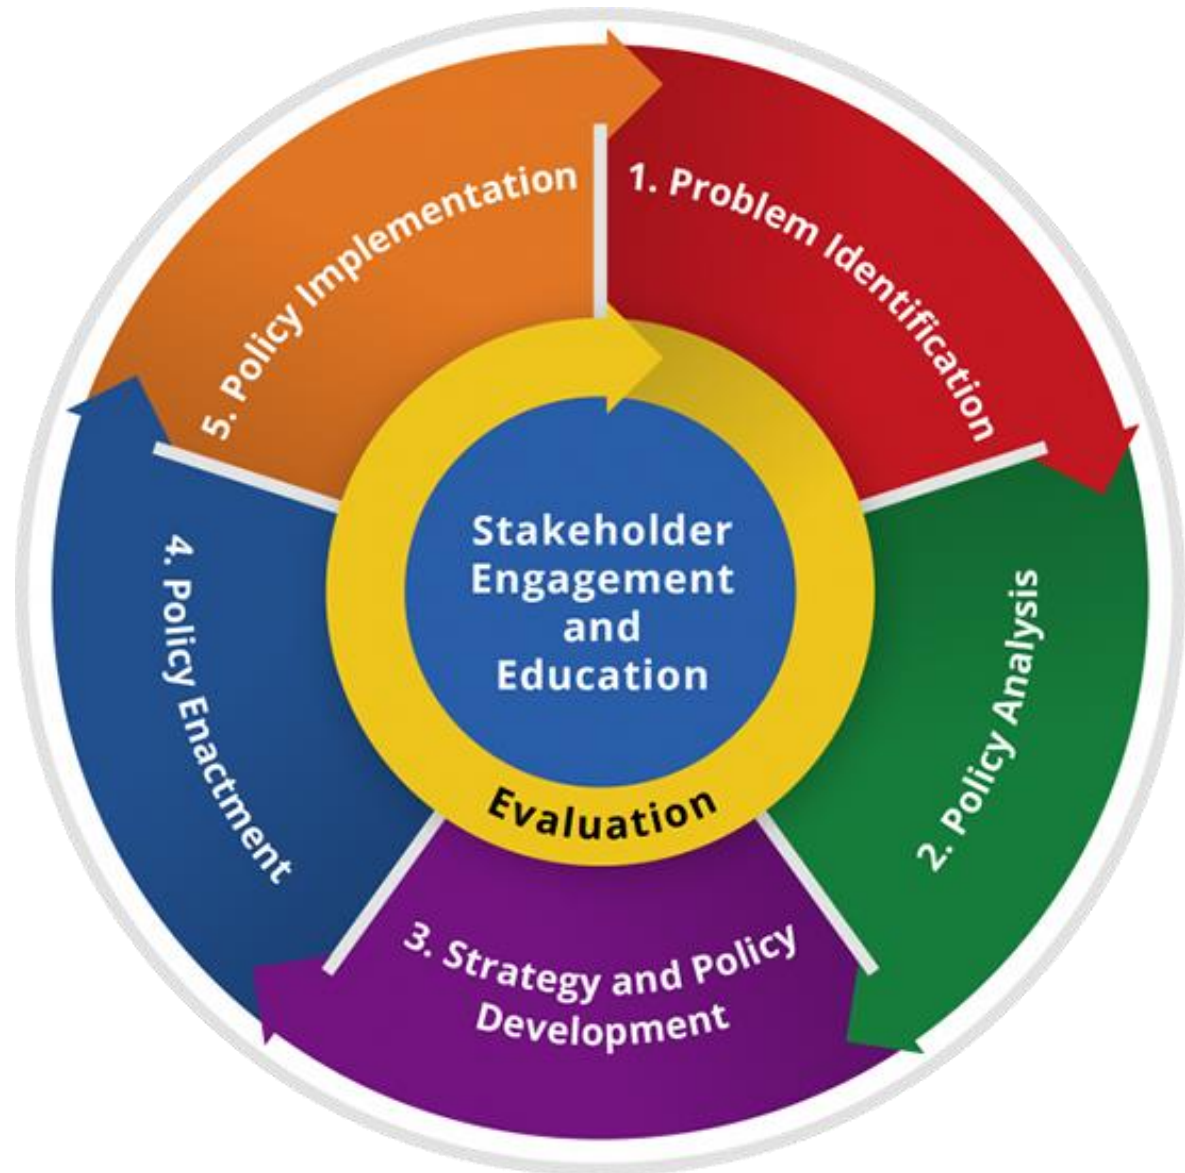 1. Problem Identification
2. Policy Analysis
3. Strategy and Policy
Development
4. Policy Enactment
5. Policy Implementation
Stakeholder
Engagement
and
Education
Evaluation